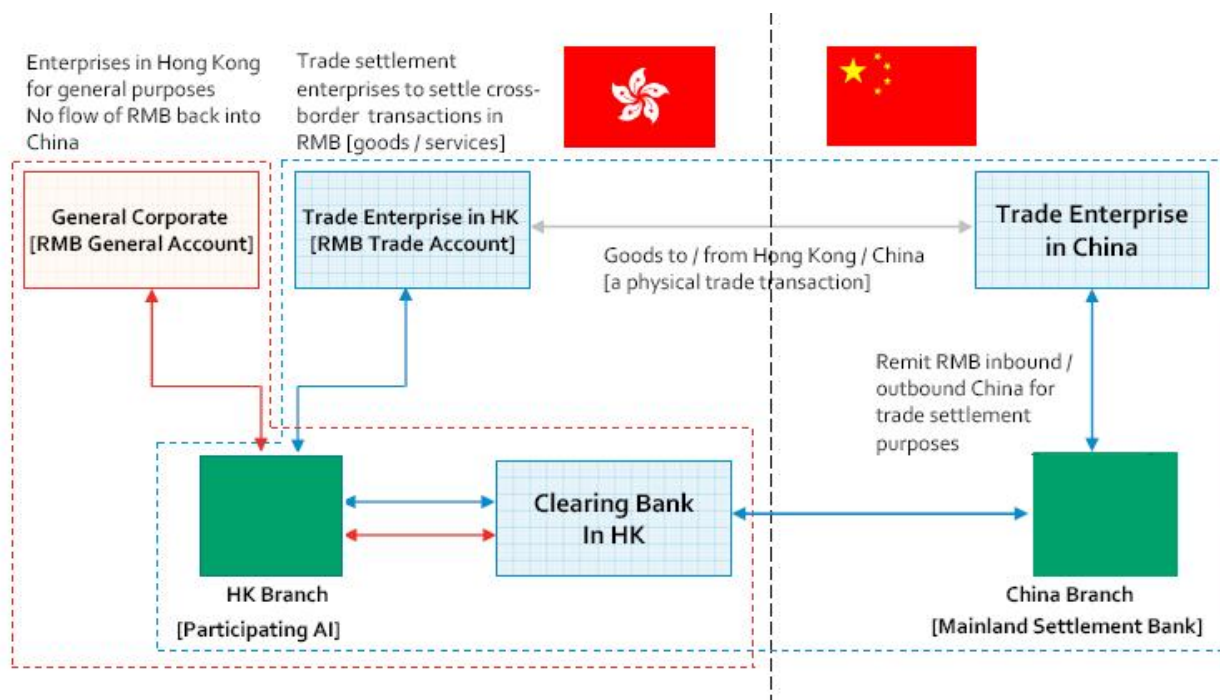 Enterprises in Hong Kong
for general purposes
No flow of RMB back into
China
Trade settlement
enterprises to settle cross-
border transactions in
RMB [goods / services]
General Corporate
[RMB General Account]
Trade Enterprise in HK
[RMB Trade Account]
Trade Enterprise
in China
Goods to / from Hong Kong / China
[a physical trade transaction]
Remit RMB inbound /
outbound China for
trade settlement
purposes
Clearing Bank
In HK
HK Branch
[Participating AI]
China Branch
[Mainland Settlement Bank]